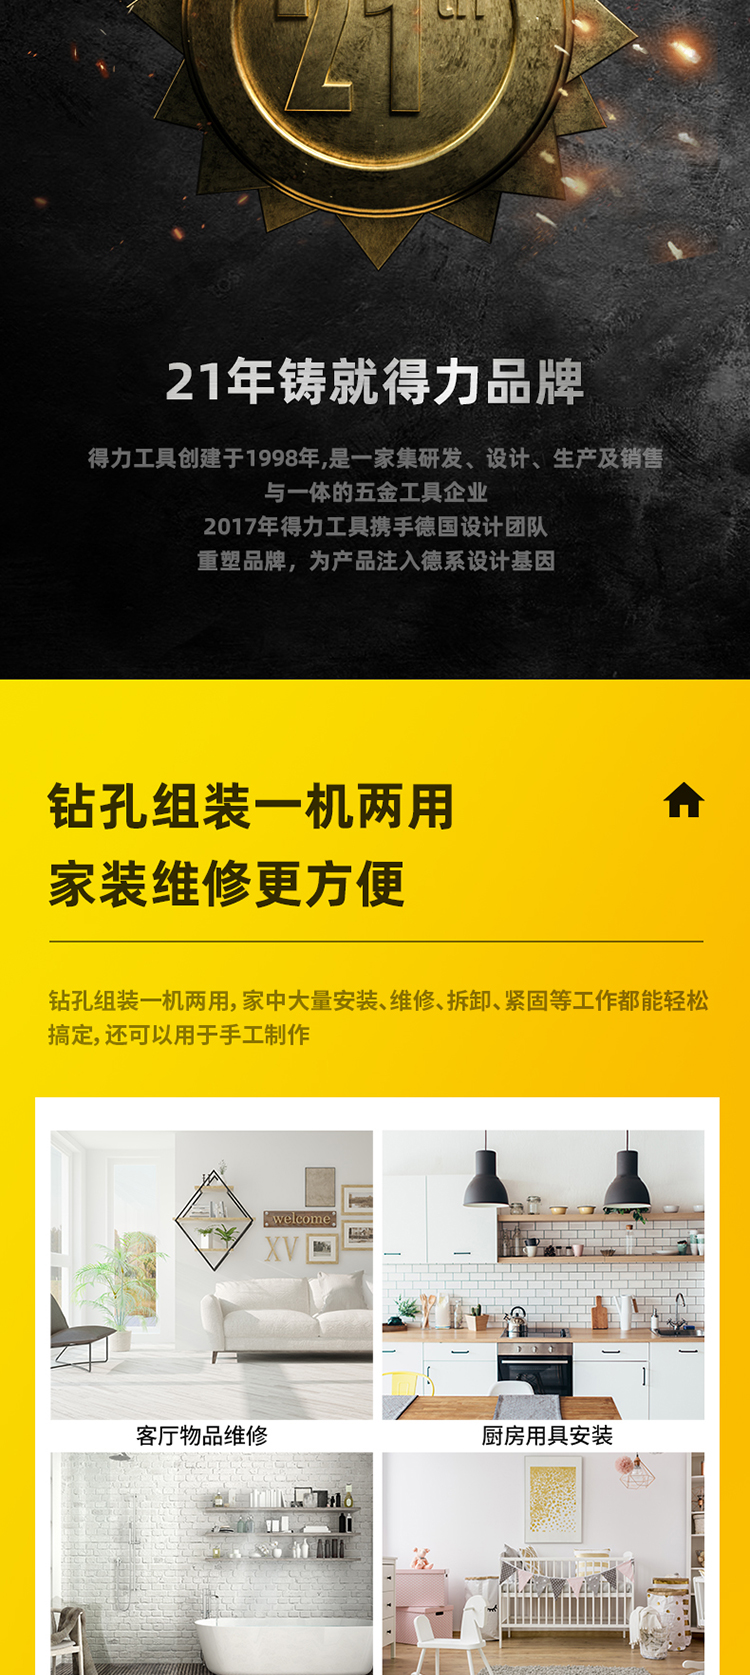 21th
21年铸就得力品牌
得力工具创建于1998年,是一家集研发、设计、生产及销售
与一体的五金工具企业
2017年得力工具携手德国设计团队
重塑品牌，为产品注入德系设计基因
钻孔组装一机两用
家装维修更方便
钻孔组装一机两用，家中大量安装、维修、拆卸、紧固等工作都能轻松
搞定，还可以用于手工制作
welcome
XV
客厅物品维修
厨房用具安装